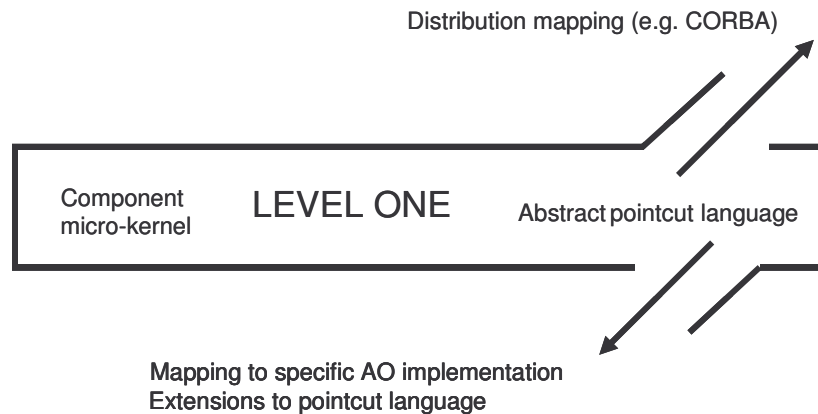 Distribution mapping (e.g. CORBA)
Component
micro-kernel
LEVEL ONE
Abstract pointcut language
Mapping to specific AO implementation
Extensions to pointcut language